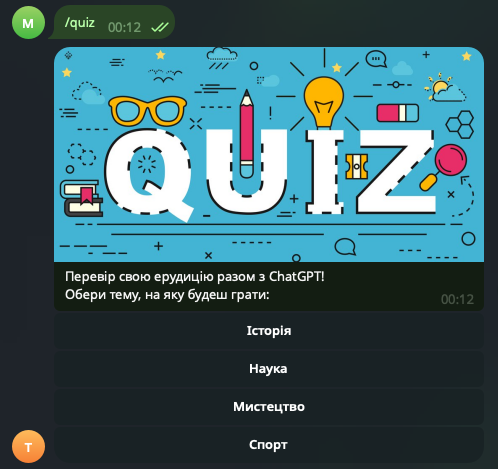 M
/quiz 00:12
QUIZ
Перевір свою ерудицію разом з ChatGPT!
Обери тему, на яку будеш грати:
00:12
Історія
Наука
Мистецтво
Спорт
T